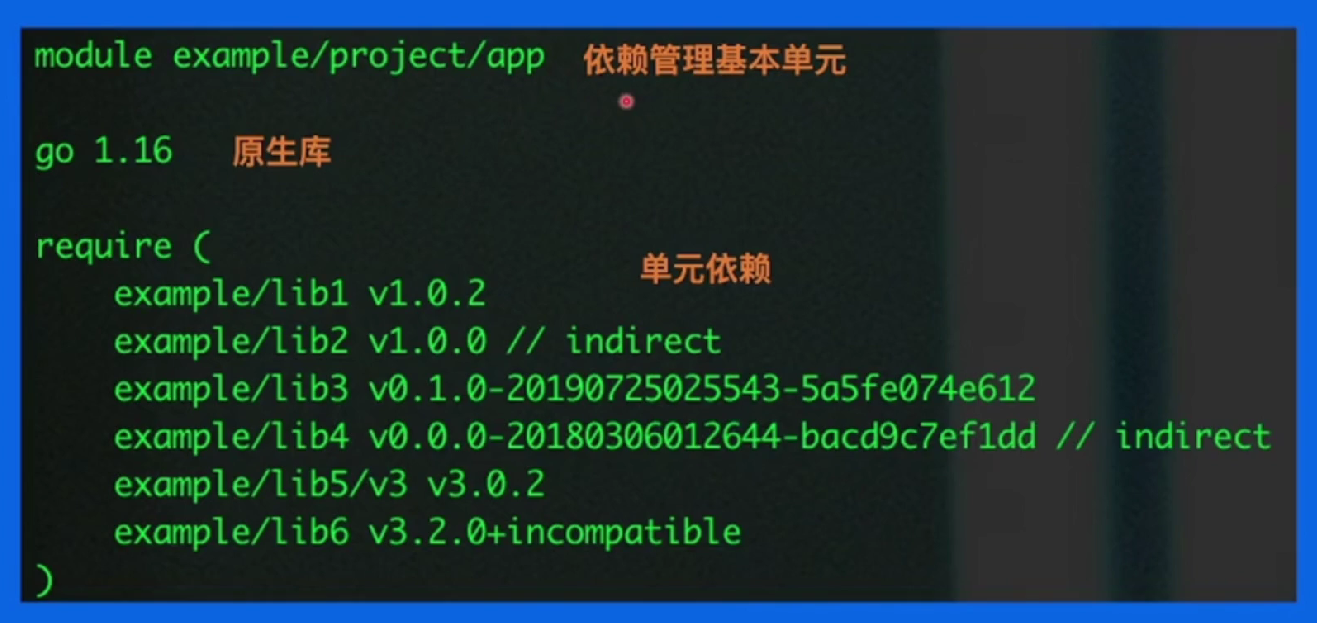 module example/project/app 依赖管理基本单元
go 1.16 原生库
require (
单元依赖
example/lib1 v1.0.2
example/lib2 v1.0.0 // indirect
example/lib3 v0.1.0-20190725025543-5a5fe074e612
example/lib4 v0.0.0-20180306012644-bacd9c7ef1dd // indirect
example/lib5/v3 v3.0.2
example/lib6 v3.2.0+incompatible
)